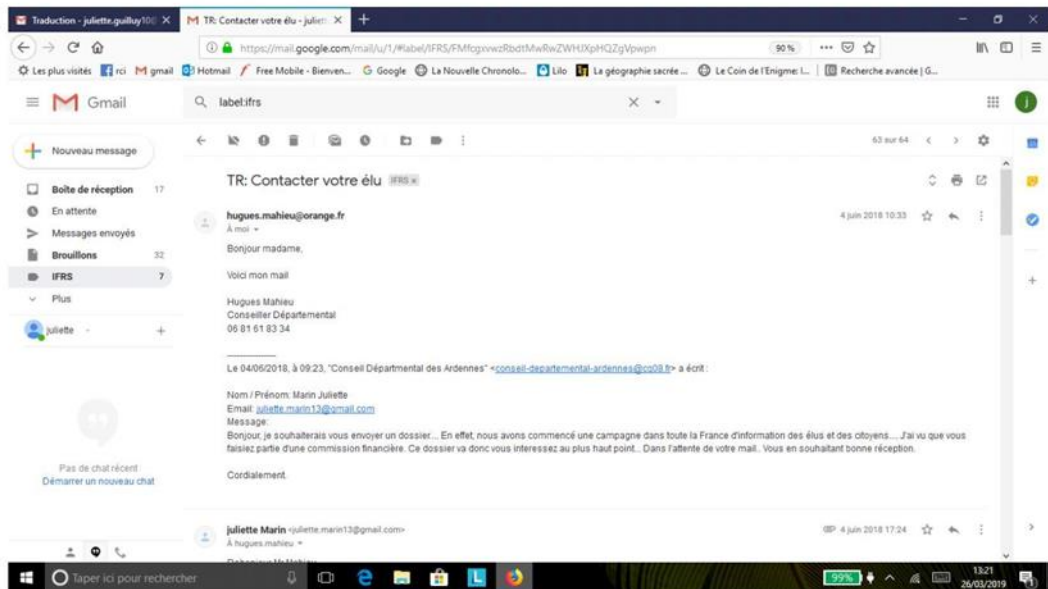 Traduction - juliette.guilluy100
TR: Contacter votre élu - juliett
https://mail.google.com/mail/u/1/#label/IFRS/FMfcgxvwzRbdtMwRwZWHJXpHQZgVpwpn
90 %
Les plus visités rci M gmail Hotmail Free Mobile - Bienven... Google La Nouvelle Chronolo... Lilo La géographie sacrée ... Le Coin de l'Enigme: l... Recherche avancée | G...
Gmail
label:ifrs
j
Nouveau message
63 sur 64
Boîte de réception 17
En attente
Messages envoyés
Brouillons 32
IFRS 7
Plus
juliette
Pas de chat récent
Démarrer un nouveau chat
TR: Contacter votre élu IFRS x
hugues.mahieu@orange.fr
4 juin 2018 10:33
À moi
Bonjour madame,
Voici mon mail
Hugues Mahieu
Conseiller Départemental
06 81 61 83 34
Le 04/06/2018, à 09:23, "Conseil Départmental des Ardennes" <conseil-departemental-ardennes@cg08.fr> a écrit :
Nom / Prénom: Marin Juliette
Email: juliette.marin13@gmail.com
Message:
Bonjour, je souhaiterais vous envoyer un dossier.... En effet, nous avons commencé une campagne dans toute la France d'information des élus et des citoyens.... J'ai vu que vous
faisiez partie d'une commission financière. Ce dossier va donc vous interessez au plus haut point... Dans l'attente de votre mail.. Vous en souhaitant bonne réception.
Cordialement.
juliette Marin <juliette.marin13@gmail.com>
4 juin 2018 17:24
À hugues.mahieu
Taper ici pour rechercher
99%
13:21
26/03/2019